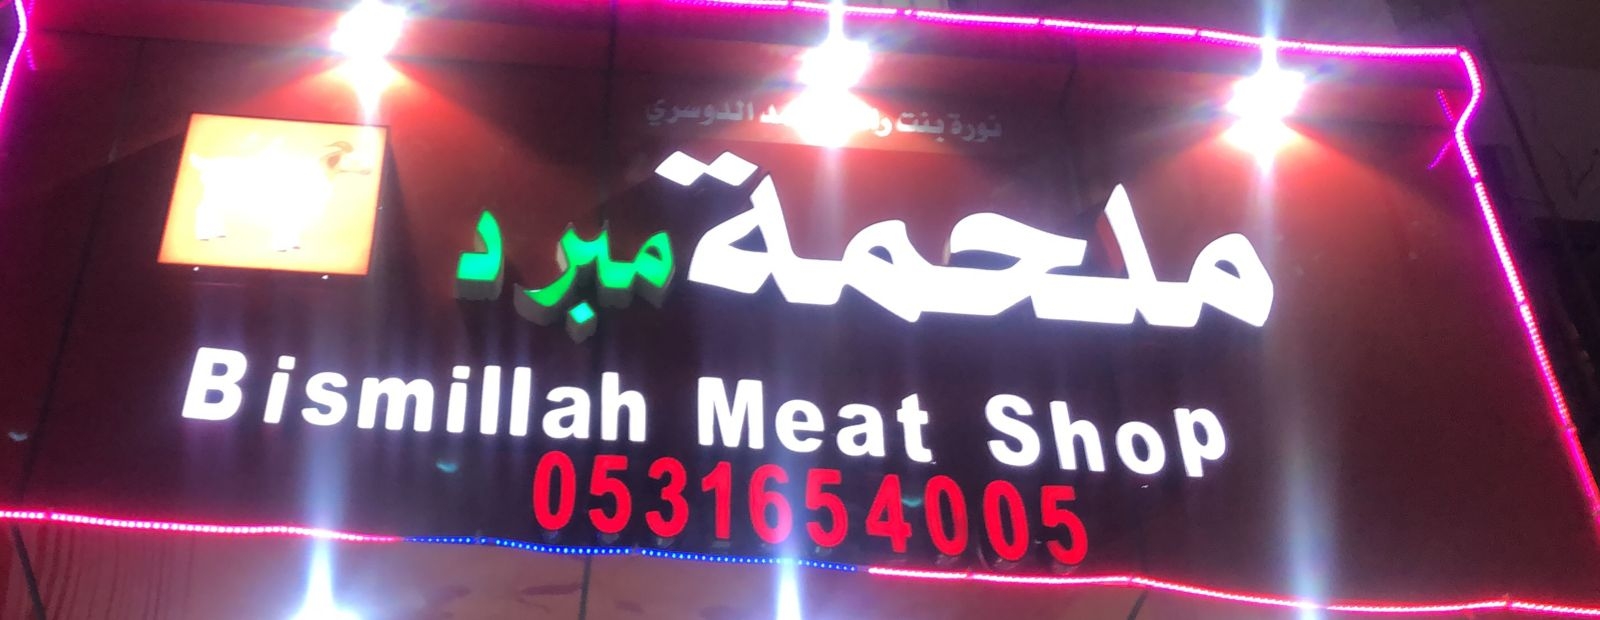 نورة بنت الدوسري
ملحمة مبرد
Bismillah Meat Shop
0531654005